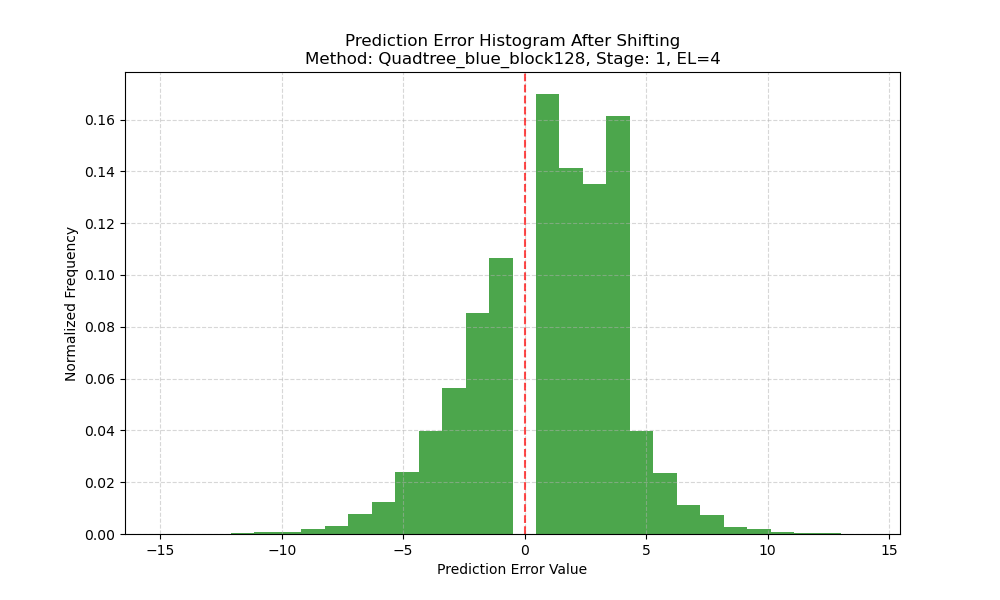 Prediction Error Histogram After Shifting
Method: Quadtree_blue_block128, Stage: 1, EL=4
Normalized Frequency
0.16
0.14
0.12
0.10
0.08
0.06
0.04
0.02
0.00
−15 −10 −5 0 5 10 15
Prediction Error Value